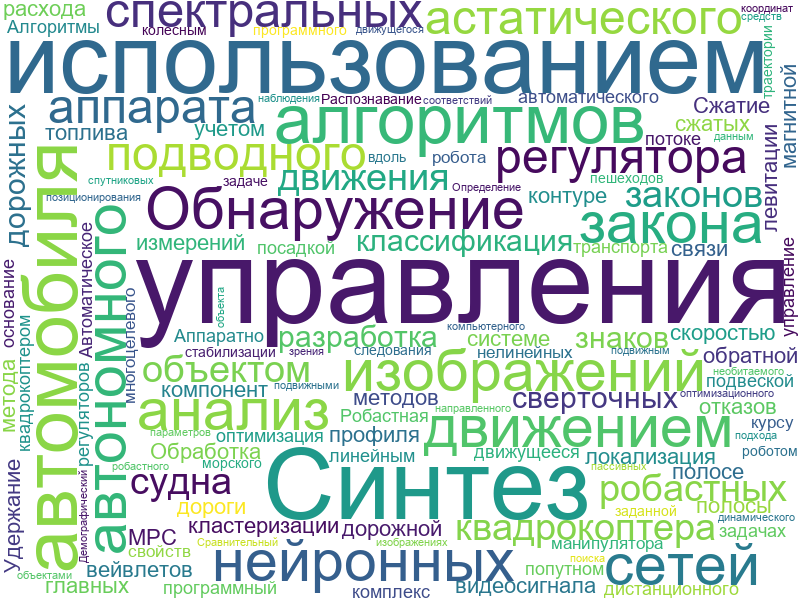 расхода
спектральных
астатического
координат
средств
Алгоритмы
колесным
программного
движущегося
использованием
траектории
магнитной
аппарата
наблюдения
Распознавание
соответствий
автоматического
Сжатие
дорожных
топлива
учетом
алгоритмов
потоке
сжатых
данным
подводного
вдоль
робота
регулятора
автомобиля
спутниковых
задаче
движения
Определение
пешеходов
левитации
позиционирования
Обнаружение
контуре
законов
закона
автономного
измерений
посадкой
классификация
транспорта
связи
управление
основание
Автоматическое
управления
многоцелевого
объекта
квадрокоптером
метода
регуляторов
Аппаратно
разработка
компьютерного
системе
знаков
скоростью
стабилизации
зрения
следования
нелинейных
подвижным
обратной
объектом
изображений
необитаемого
подвеской
компонент
подвижными
методов
сверточных
оптимизационного
отказов
анализ
Робастная
направленного
движением
курсу
параметров
оптимизация
профиля
подхода
Обработка
линейным
движущееся
локализация
роботом
Удержание
Демографический
робастного
морского
Синтез
пассивных
полосе
судна
робастных
дороги
заданной
полосы
МРС
кластеризации
дорожной
квадрокоптера
динамического
задачах
Сравнительный
изображениях
манипулятора
свойств
нейронных
сетей
поиска
вейвлетов
попутном
объектами
главных
программный
комплекс
видеосигнала
дистанционного